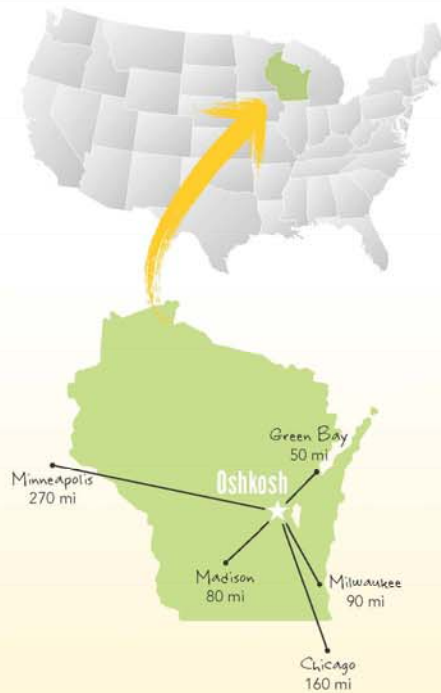 Green Bay
50 mi
Oshkosh
Minneapolis
270 mi
Madison
80 mi
Milwaukee
90 mi
Chicago
160 mi